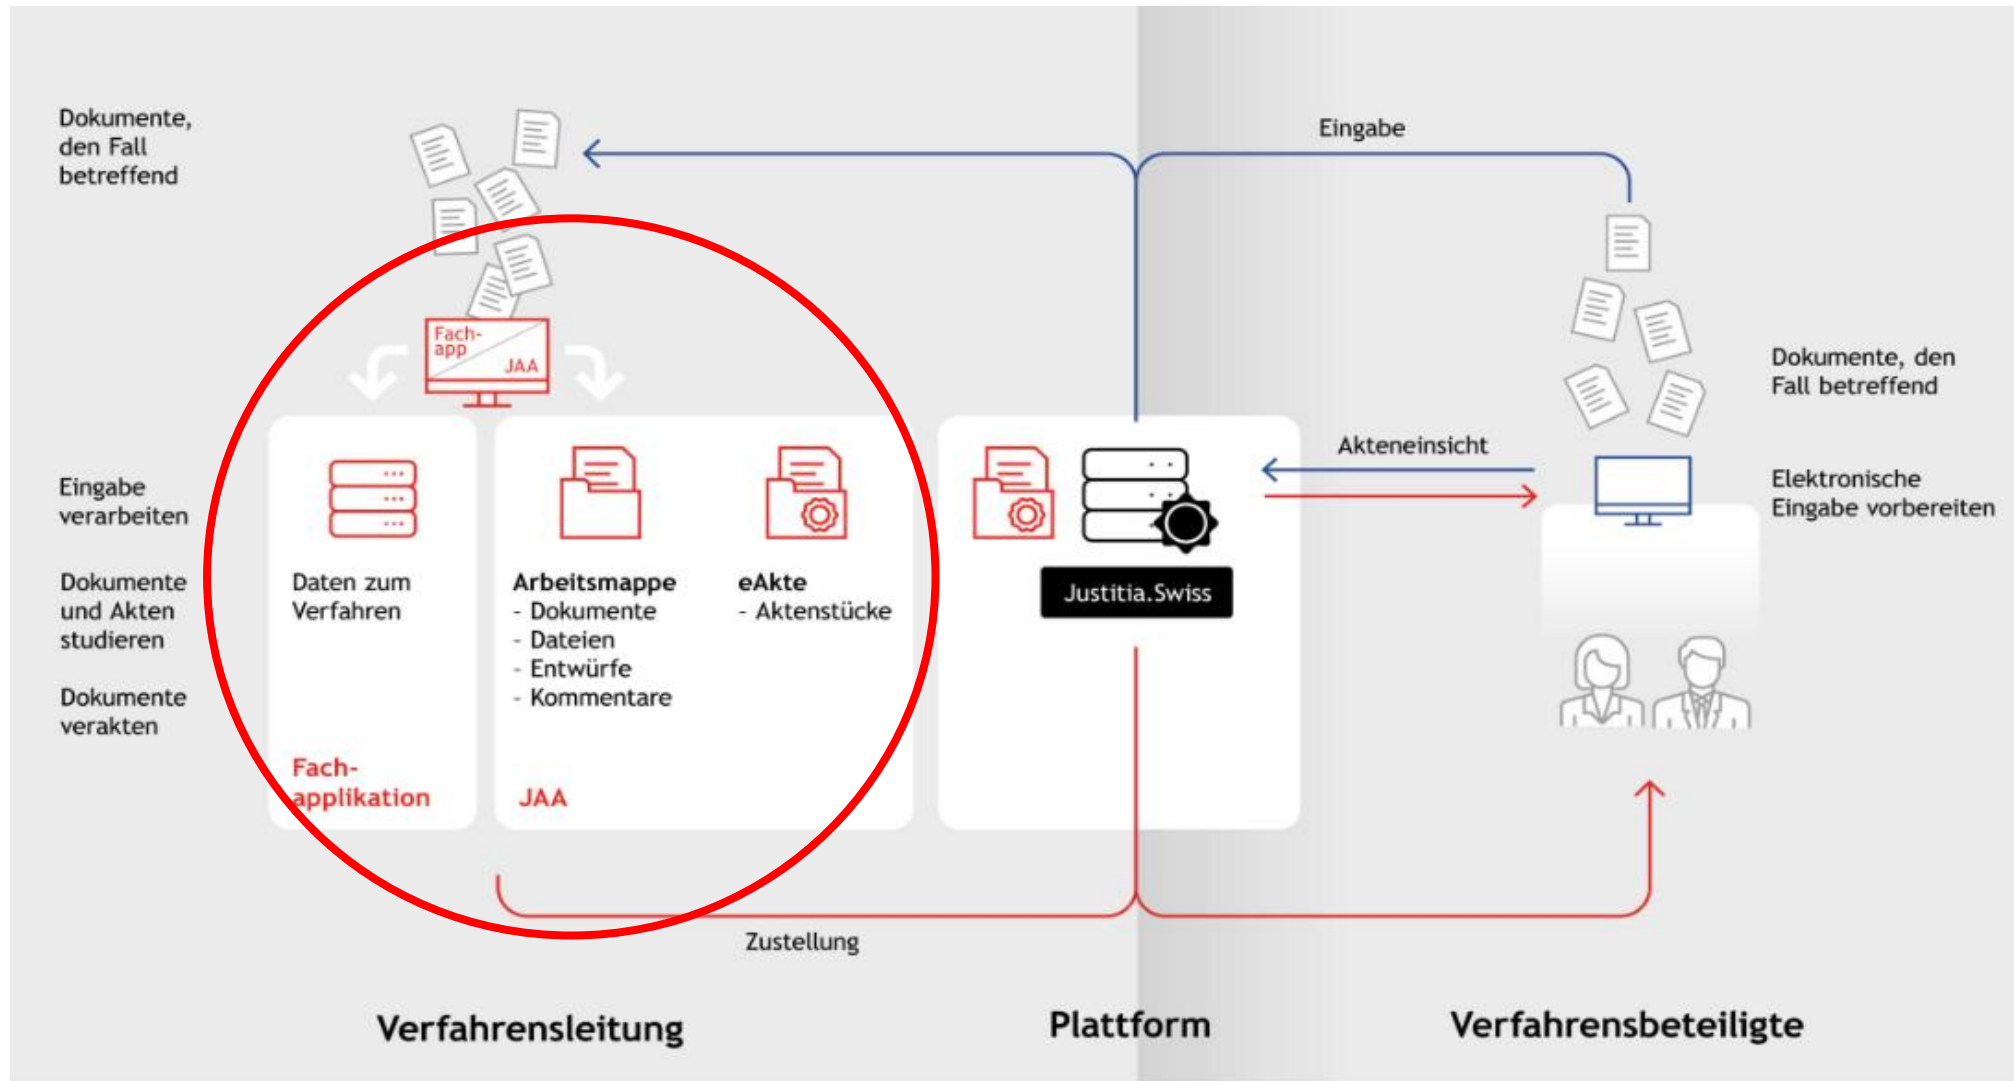 Dokumente,
den Fall
betreffend
Eingabe
Fach-
app
JAA
Dokumente, den
Fall betreffend
Akteneinsicht
Eingabe
verarbeiten
Elektronische
Eingabe vorbereiten
Dokumente
und Akten
studieren
Dokumente
verakten
Daten zum
Verfahren
Fach-
applikation
Arbeitsmappe
- Dokumente
- Dateien
- Entwürfe
- Kommentare
JAA
eAkte
- Aktenstücke
Justitia.Swiss
Zustellung
Verfahrensleitung
Plattform
Verfahrensbeteiligte